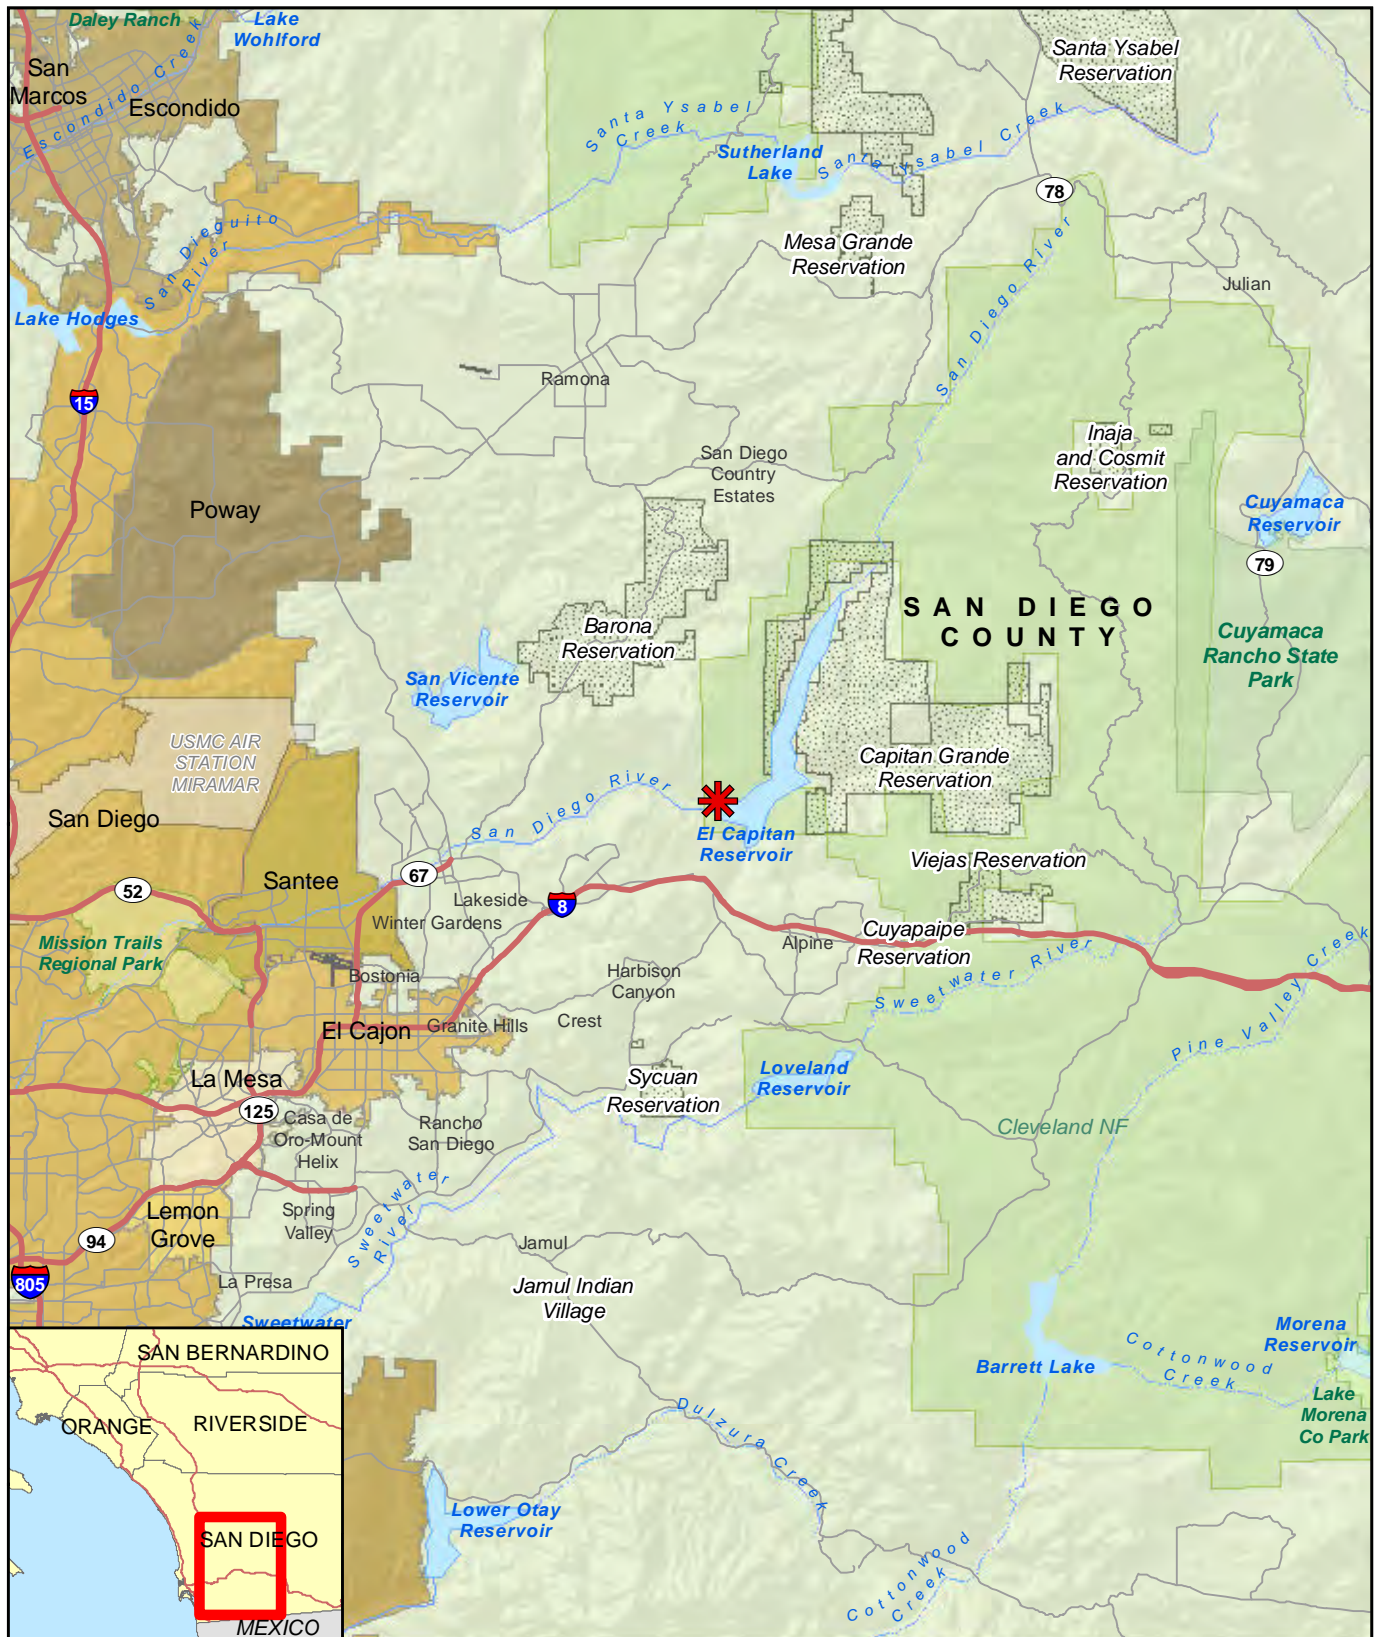 Daley Ranch
Lake
Wohlford
San
Marcos
Escondido Creek
Escondido
Santa Ysabel
Reservation
Santa Ysabel
Creek
Sutherland
Lake
Santa Ysabel Creek
78
San Dieguito
River
Mesa Grande
Reservation
San Diego River
Julian
Lake Hodges
15
Ramona
San Diego
Country
Estates
Inaja
and Cosmit
Reservation
Poway
Cuyamaca
Reservoir
79
SAN DIEGO
COUNTY
Barona
Reservation
Cuyamaca
Rancho State
Park
San Vicente
Reservoir
USMC AIR
STATION
MIRAMAR
Capitan Grande
Reservation
San Diego
San Diego River
El Capitan
Reservoir
Viejas Reservation
67
Santee
52
Lakeside
8
Winter Gardens
Mission Trails
Regional Park
Alpine
Cuyapaipe
Reservation
Bostonia
Harbison
Canyon
Sweetwater River
Pine Valley Creek
El Cajon
Granite Hills
Crest
La Mesa
Sycuan
Reservation
Loveland
Reservoir
125
Casa de
Oro-Mount
Helix
Rancho
San Diego
Cleveland NF
Sweetwater
River
Lemon
Grove
Spring
Valley
94
Jamul
805
La Presa
Jamul Indian
Village
Sweetwater
Morena
Reservoir
Barrett Lake
Cottonwood
Creek
Lake
Morena
Co Park
Dulzura Creek
Lower Otay
Reservoir
Cottonwood
Creek
SAN BERNARDINO
ORANGE
RIVERSIDE
SAN DIEGO
MEXICO